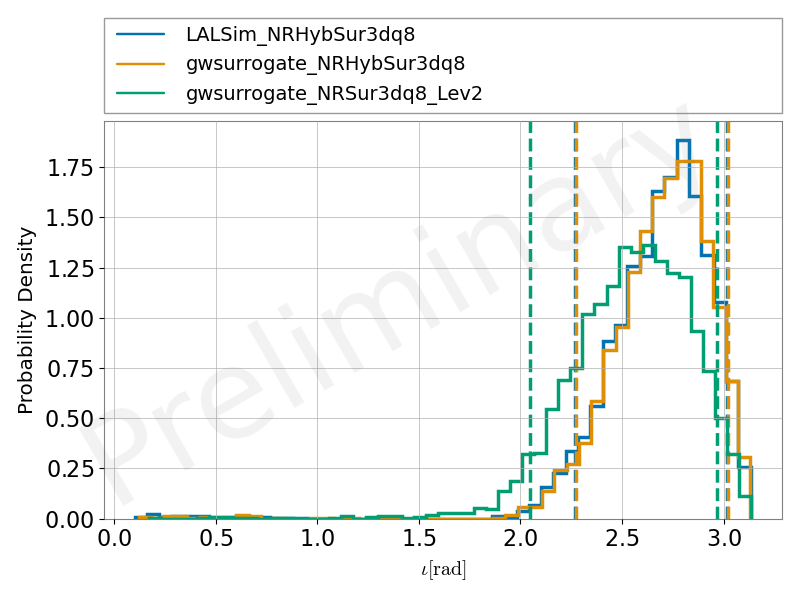 LALSim_NRHybSur3dq8
gwsurrogate_NRHybSur3dq8
gwsurrogate_NRSur3dq8_Lev2
Preliminary
Probability Density
1.75
1.50
1.25
1.00
0.75
0.50
0.25
0.00
0.0 0.5 1.0 1.5 2.0 2.5 3.0
ι[rad]